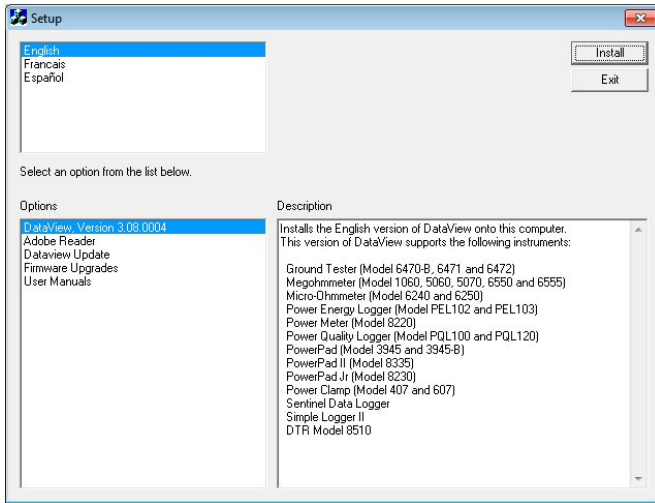 Setup
English
Francais
Español
Install
Exit
Select an option from the list below.
Options
DataView, Version 3.08.0004
Adobe Reader
Dataview Update
Firmware Upgrades
User Manuals
Description
Installs the English version of DataView onto this computer.
This version of DataView supports the following instruments:
Ground Tester (Model 6470-B, 6471 and 6472)
Megohmmeter (Model 1060, 5060, 5070, 6550 and 6555)
Micro-Ohmmeter (Model 6240 and 6250)
Power Energy Logger (Model PEL102 and PEL103)
Power Meter (Model 8220)
Power Quality Logger (Model PQL100 and PQL120)
PowerPad (Model 3945 and 3945-B)
PowerPad II (Model 8335)
PowerPad Jr (Model 8230)
Power Clamp (Model 407 and 607)
Sentinel Data Logger
Simple Logger II
DTR Model 8510